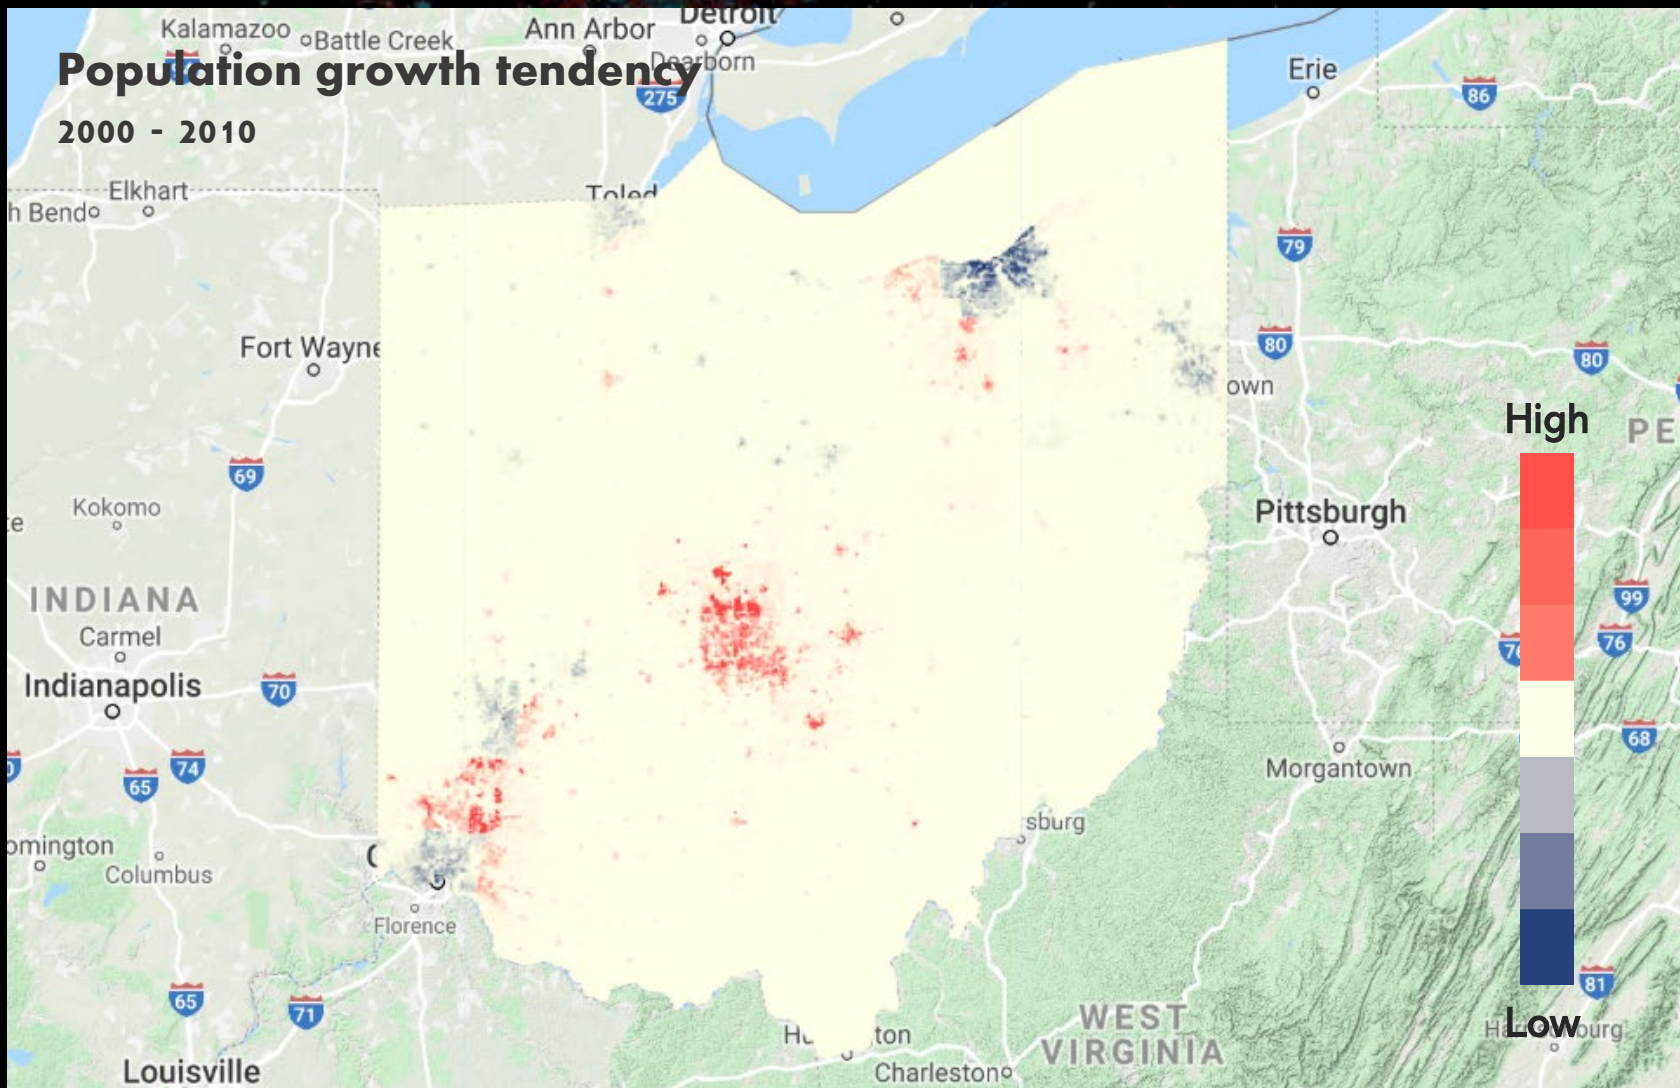 Detroit
Kalamazoo
Battle Creek
Ann Arbor
Dearborn
Population growth tendency
275
2000 - 2010
Erie
86
Elkhart
h Bend
Toled
79
Fort Wayne
80
80
own
High
PE
69
Kokomo
Pittsburgh
INDIANA
99
Carmel
76
76
Indianapolis
70
68
74
65
Morgantown
omington
Columbus
sburg
Florence
65
71
81
WEST
VIRGINIA
Low
ton
Louisville
Charleston